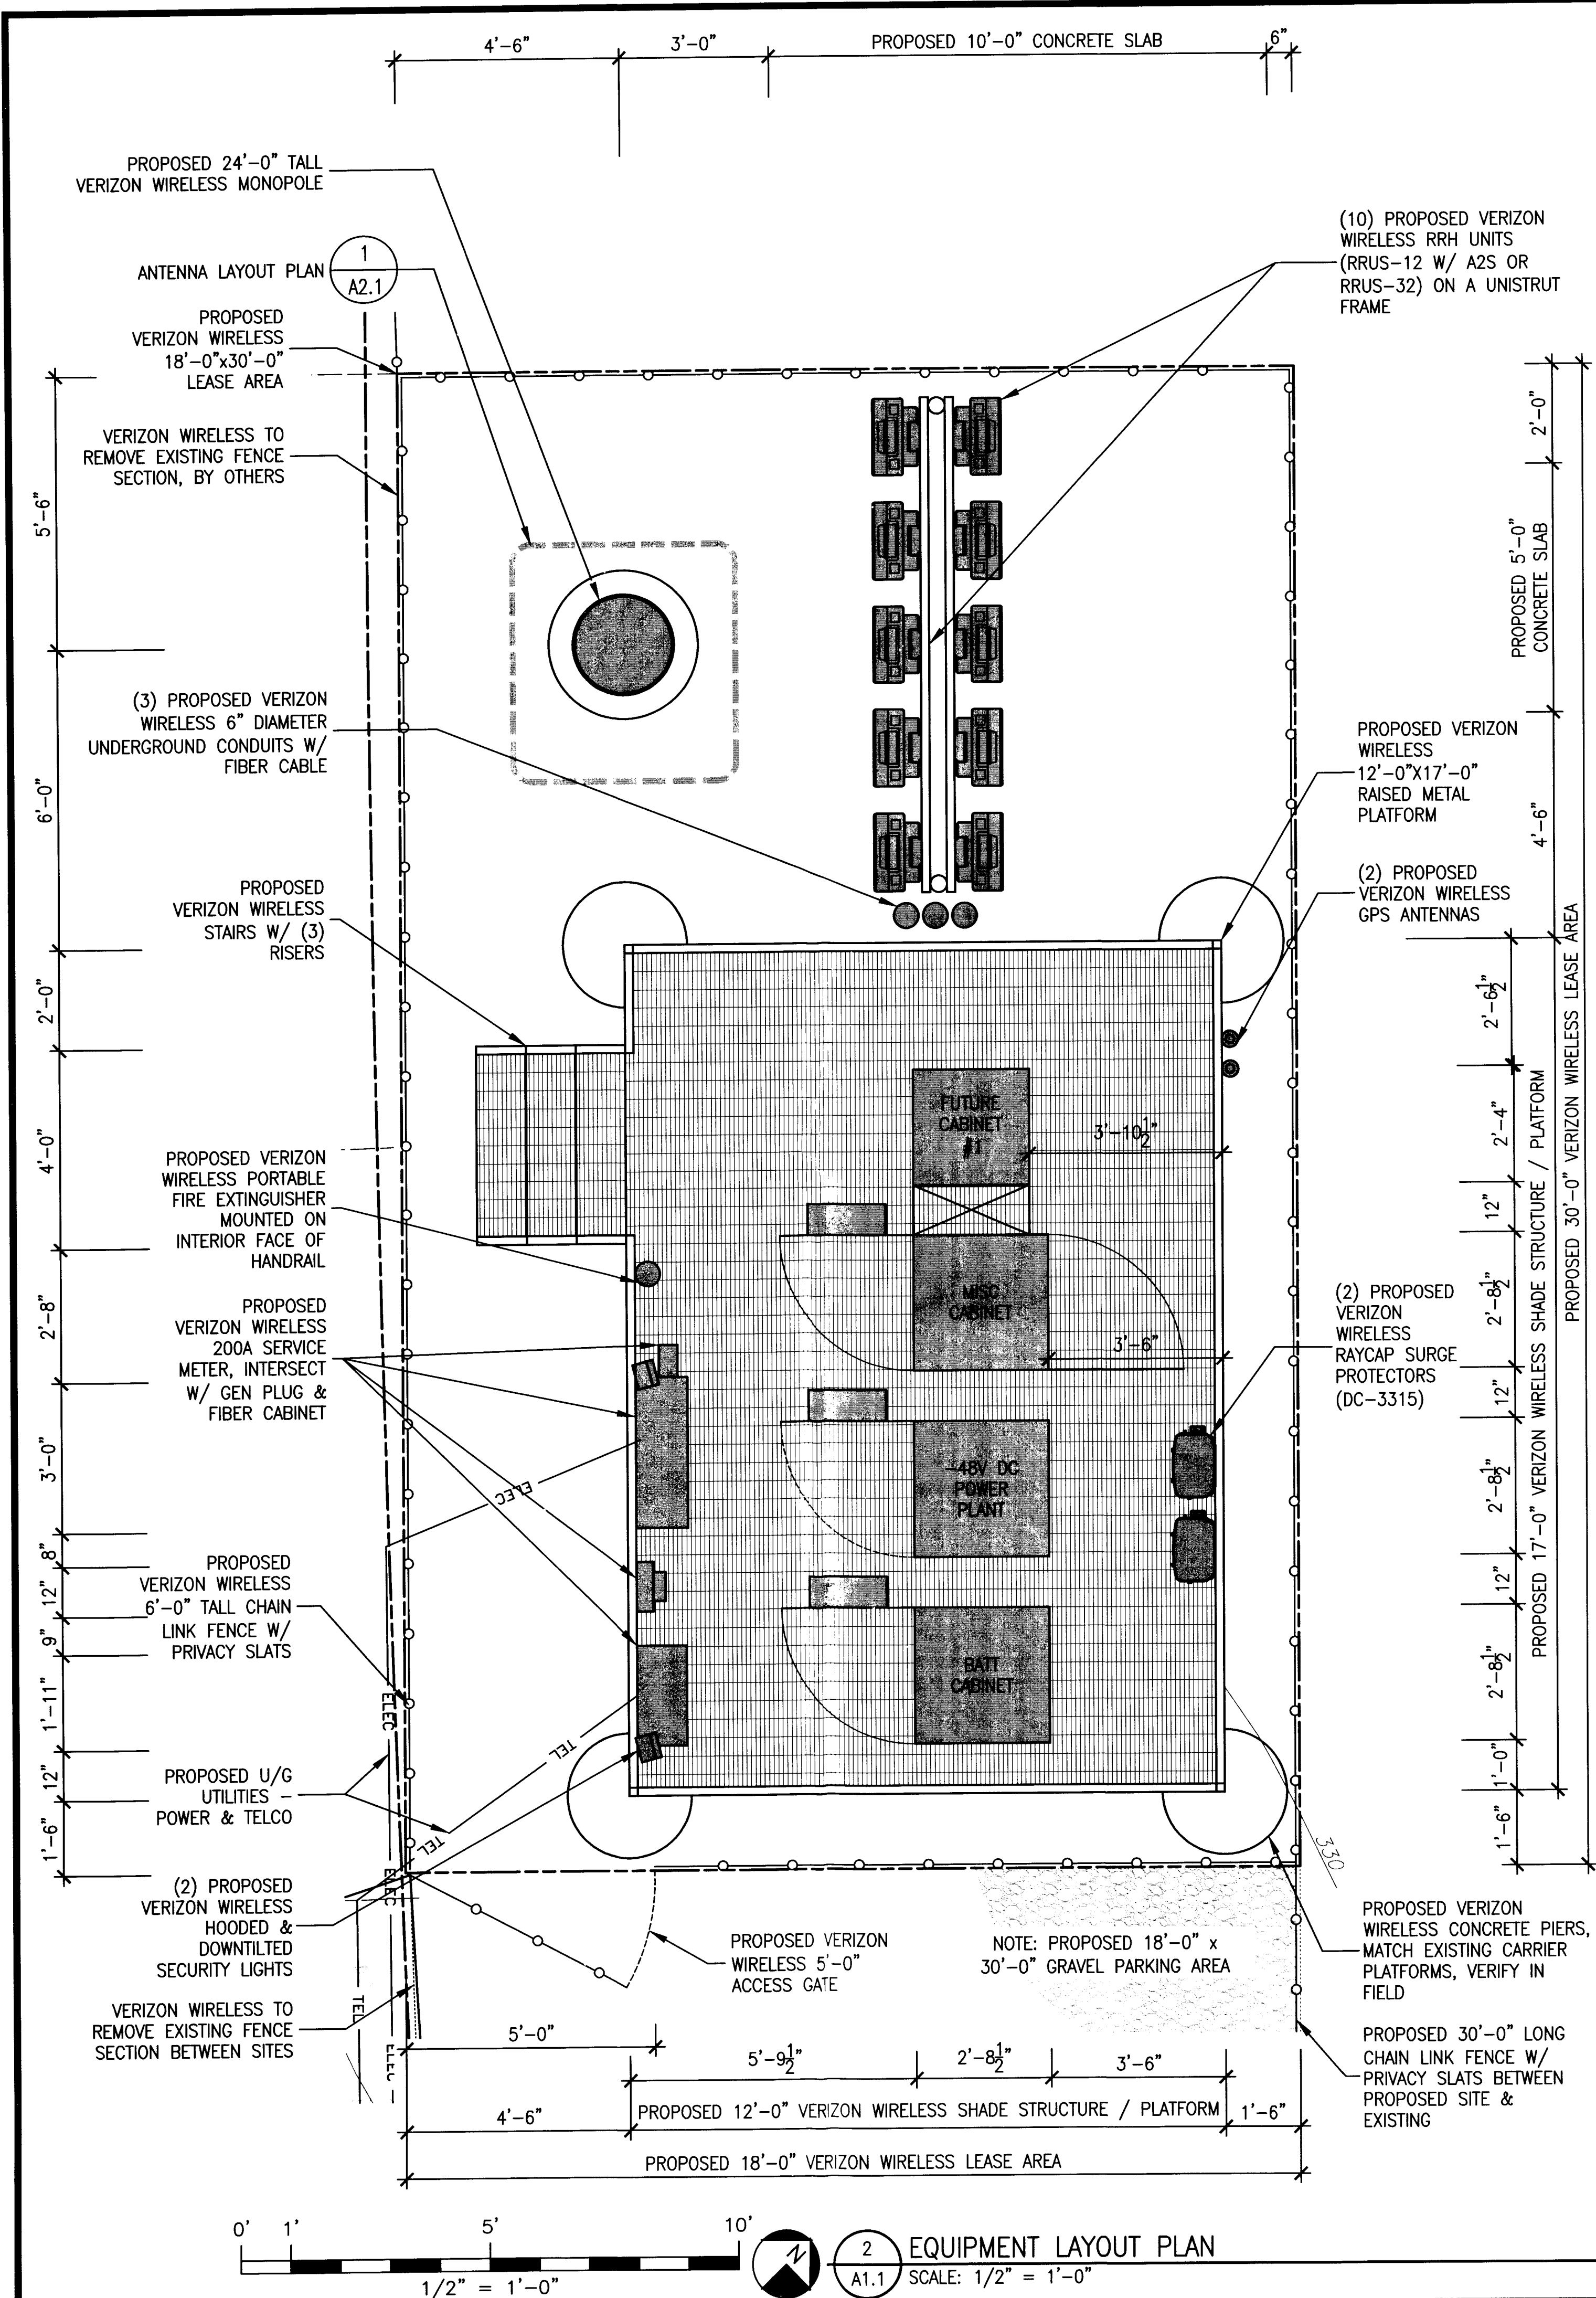 4'-6"
3'-0"
PROPOSED 10'-0" CONCRETE SLAB
6"
PROPOSED 24'-0" TALL
VERIZON WIRELESS MONOPOLE
1
A2.1
ANTENNA LAYOUT PLAN
PROPOSED
VERIZON WIRELESS
18'-0"x30'-0"
LEASE AREA
VERIZON WIRELESS TO
REMOVE EXISTING FENCE
SECTION, BY OTHERS
(3) PROPOSED VERIZON
WIRELESS 6" DIAMETER
UNDERGROUND CONDUITS W/
FIBER CABLE
PROPOSED
VERIZON WIRELESS
STAIRS W/ (3)
RISERS
PROPOSED VERIZON
WIRELESS PORTABLE
FIRE EXTINGUISHER
MOUNTED ON
INTERIOR FACE OF
HANDRAIL
PROPOSED
VERIZON WIRELESS
200A SERVICE
METER, INTERSECT
W/ GEN PLUG &
FIBER CABINET
PROPOSED
VERIZON WIRELESS
6'-0" TALL CHAIN
LINK FENCE W/
PRIVACY SLATS
PROPOSED U/G
UTILITIES -
POWER & TELCO
(2) PROPOSED
VERIZON WIRELESS
HOODED &
DOWNTILTED
SECURITY LIGHTS
VERIZON WIRELESS TO
REMOVE EXISTING FENCE
SECTION BETWEEN SITES
5'-6"
6'-0"
2'-0"
4'-0"
2'-8"
3'-0"
8"
12"
9"
1'-11"
12"
1'-6"
FUTURE
CABINET
#1
3'-10 1/2"
MISC
CABINET
3'-6"
-48V DC
POWER
PLANT
BATT
CABINET
ELEC
TEL
TEL
ELEC
ELEC
TEL
ELEC
(10) PROPOSED VERIZON
WIRELESS RRH UNITS
(RRUS-12 W/ A2S OR
RRUS-32) ON A UNISTRUT
FRAME
PROPOSED VERIZON
WIRELESS
12'-0"X17'-0"
RAISED METAL
PLATFORM
(2) PROPOSED
VERIZON WIRELESS
GPS ANTENNAS
(2) PROPOSED
VERIZON
WIRELESS
RAYCAP SURGE
PROTECTORS
(DC-3315)
2'-0"
PROPOSED 5'-0"
CONCRETE SLAB
4'-6"
2'-6 1/2"
2'-4"
12"
2'-8 1/2"
12"
2'-8 1/2"
12"
2'-8 1/2"
1'-0"
1'-6"
PROPOSED 17'-0" VERIZON WIRELESS SHADE STRUCTURE / PLATFORM
PROPOSED 30'-0" VERIZON WIRELESS LEASE AREA
330
PROPOSED VERIZON
WIRELESS CONCRETE PIERS,
MATCH EXISTING CARRIER
PLATFORMS, VERIFY IN
FIELD
PROPOSED 30'-0" LONG
CHAIN LINK FENCE W/
PRIVACY SLATS BETWEEN
PROPOSED SITE &
EXISTING
PROPOSED VERIZON
WIRELESS 5'-0"
ACCESS GATE
NOTE: PROPOSED 18'-0" x
30'-0" GRAVEL PARKING AREA
5'-0"
5'-9 1/2"
2'-8 1/2"
3'-6"
4'-6"
PROPOSED 12'-0" VERIZON WIRELESS SHADE STRUCTURE / PLATFORM
1'-6"
PROPOSED 18'-0" VERIZON WIRELESS LEASE AREA
0'
1'
5'
10'
1/2" = 1'-0"
N
2
A1.1
EQUIPMENT LAYOUT PLAN
SCALE: 1/2" = 1'-0"